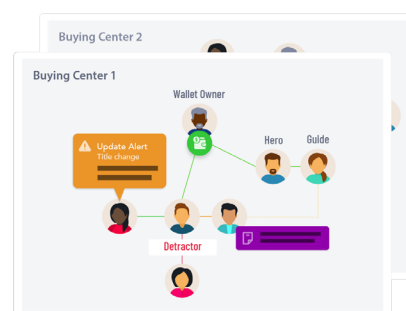 Buying Center 2
Buying Center 1
Wallet Owner
Update Alert
Title change
Hero
Guide
Detractor